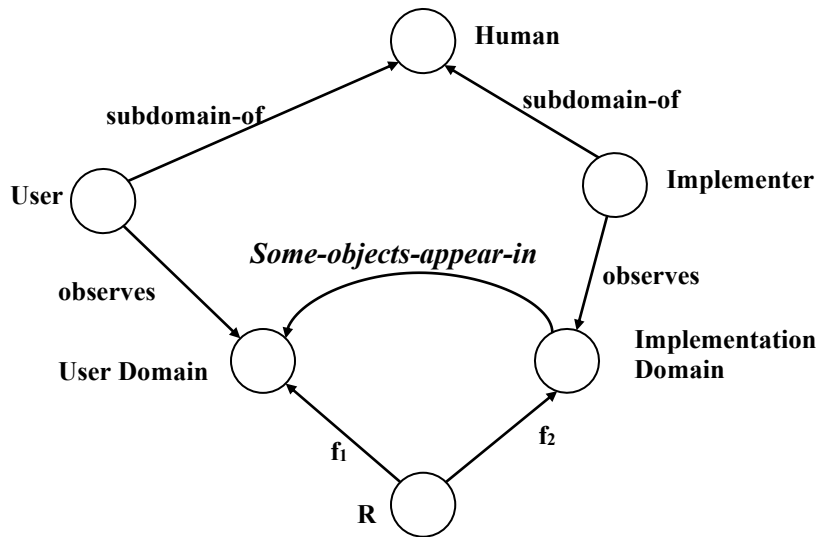 Human
subdomain-of
subdomain-of
User
Implementer
Some-objects-appear-in
observes
observes
User Domain
Implementation
Domain
f₁
f₂
R